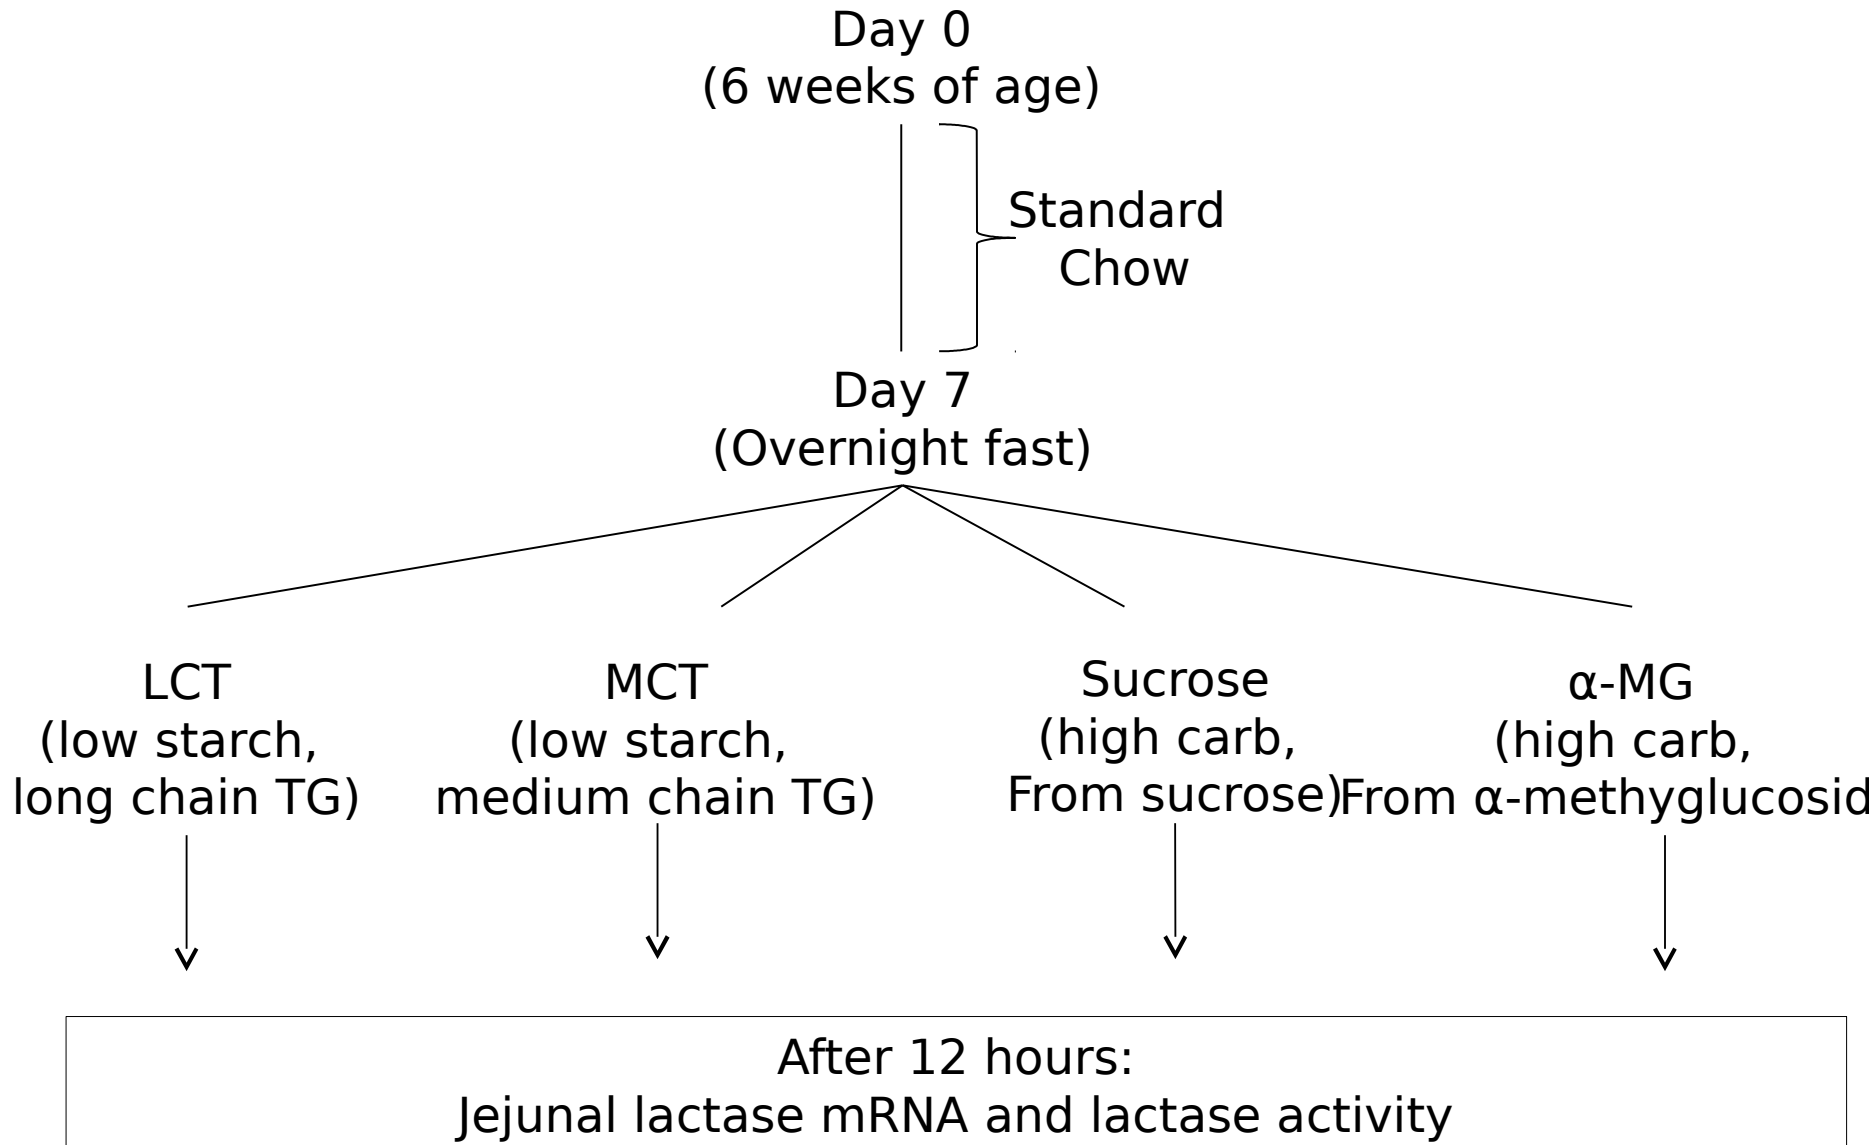 Day 0
(6 weeks of age)
Standard
Chow
Day 7
(Overnight fast)
LCT
(low starch,
long chain TG)
MCT
(low starch,
medium chain TG)
Sucrose
(high carb,
From sucrose)
α-MG
(high carb,
From α-methyglucosid
After 12 hours:
Jejunal lactase mRNA and lactase activity